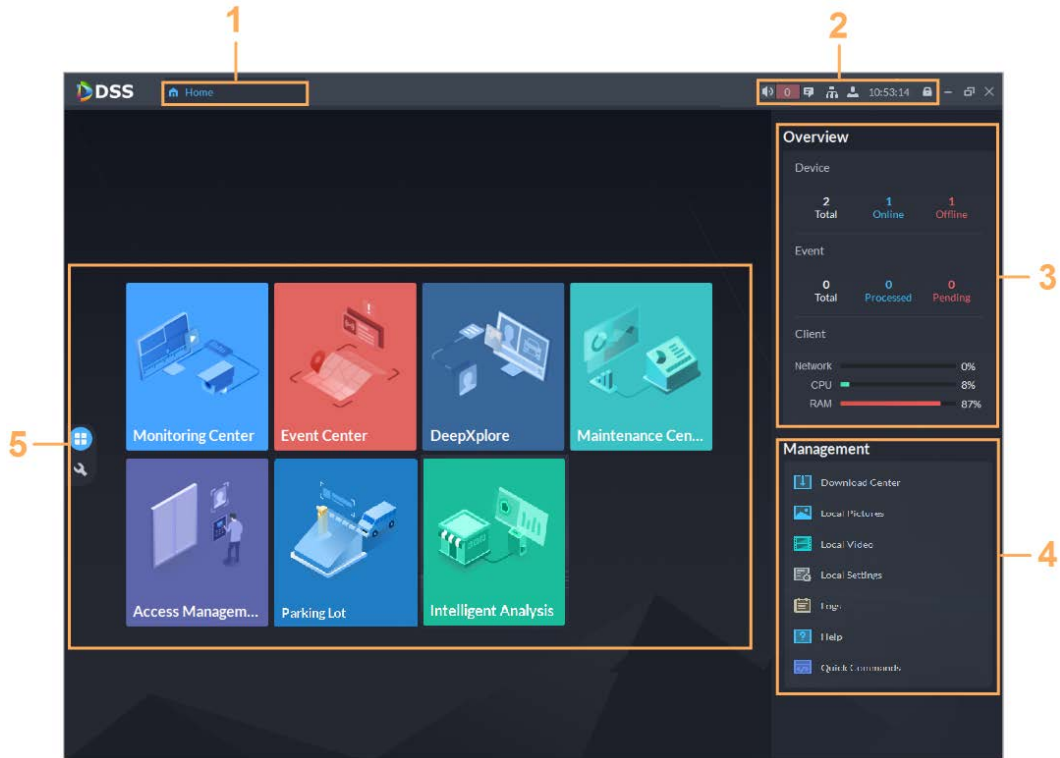 1
2
DSS
Home
0
10:53:14
Overview
Device
2
1
1
Total
Online
Offline
Event
3
0
0
0
Total
Processed
Pending
Client
Network
0%
CPU
8%
RAM
87%
5
Monitoring Center
Event Center
DeepXplore
Maintenance Cen...
Management
Download Center
Local Pictures
Local Video
4
Local Settings
Logs
Help
Quick Commands
Access Managem...
Parking Lot
Intelligent Analysis